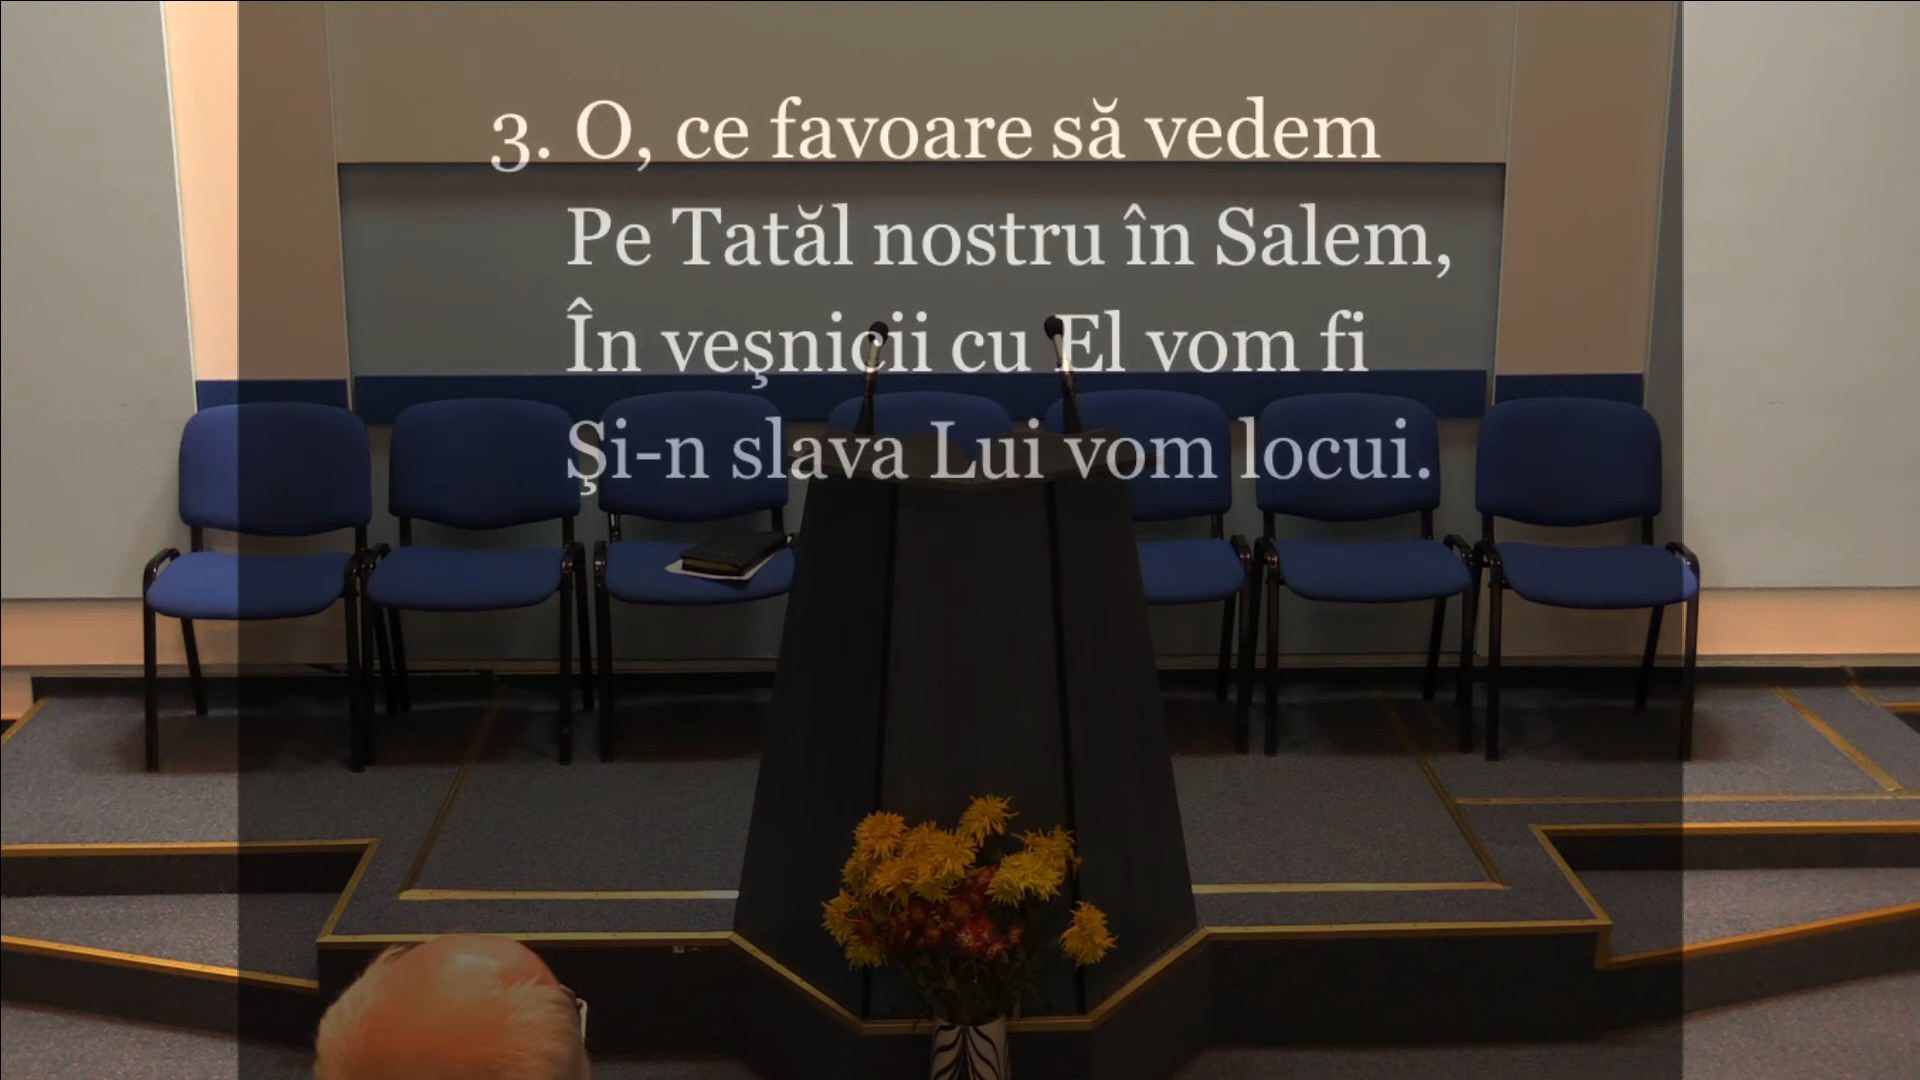 3. O, ce favoare să vedem
Pe Tatăl nostru în Salem,
În veşnicii cu El vom fi
Şi-n slava Lui vom locui.